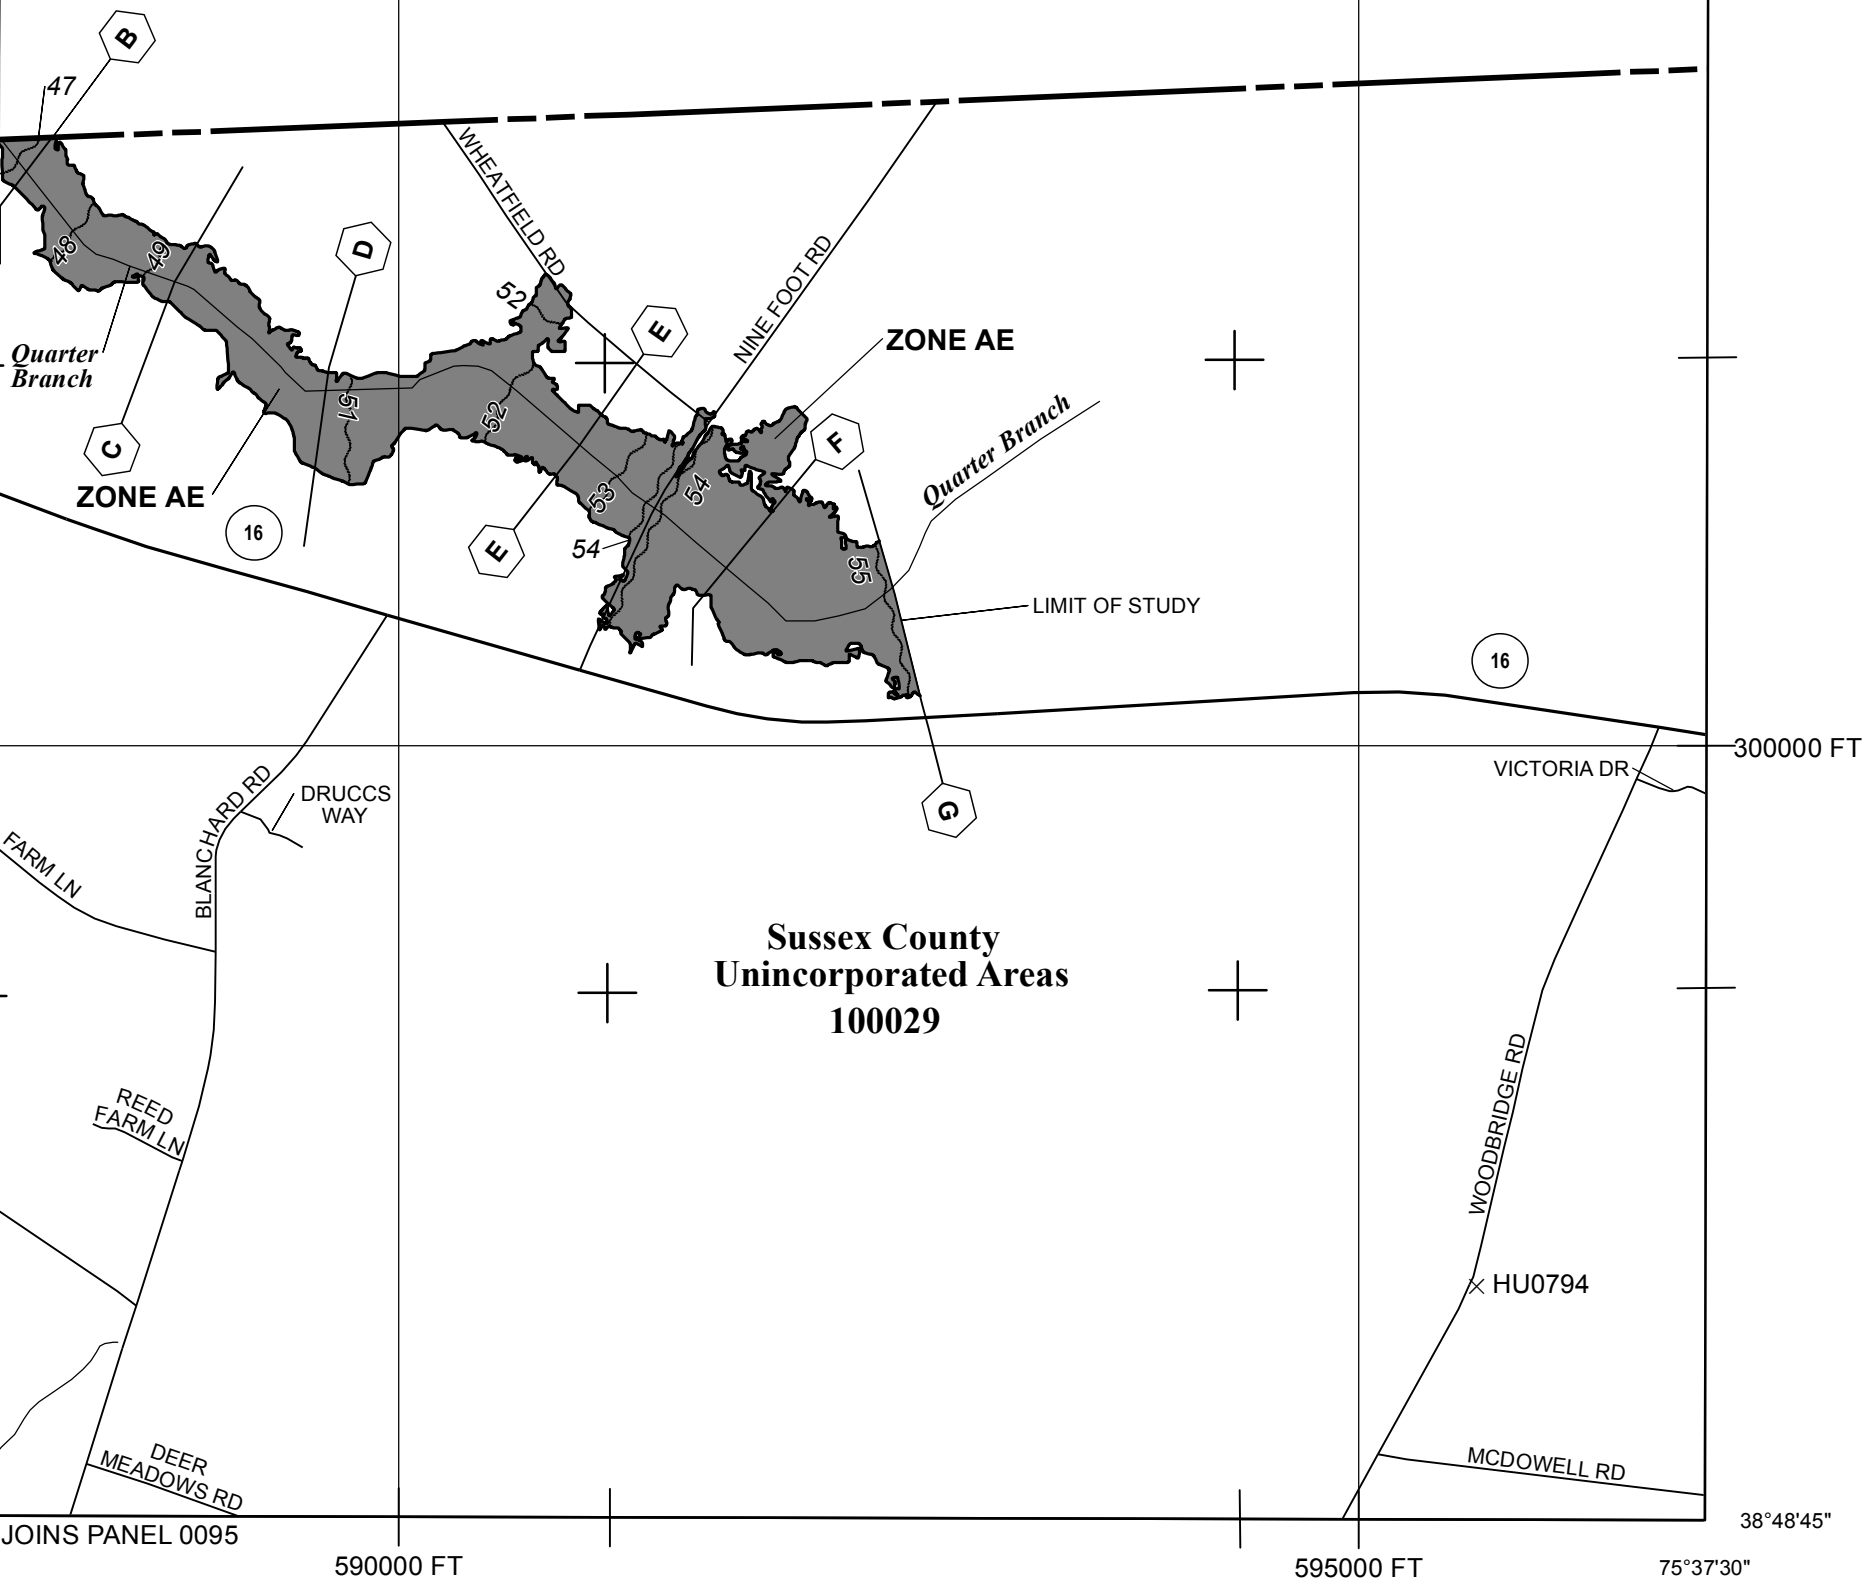 B
47
WHEATFIELD RD
NINE FOOT RD
48
49
D
52
E
Quarter
Branch
ZONE AE
C
51
52
F
Quarter Branch
ZONE AE
16
53
54
54
E
55
LIMIT OF STUDY
16
300000 FT
VICTORIA DR
BLANCHARD RD
DRUCCS
WAY
G
FARM LN
Sussex County
Unincorporated Areas
100029
WOODBRIDGE RD
REED
FARM LN
HU0794
DEER
MEADOWS RD
MCDOWELL RD
JOINS PANEL 0095
38°48'45"
590000 FT
595000 FT
75°37'30"